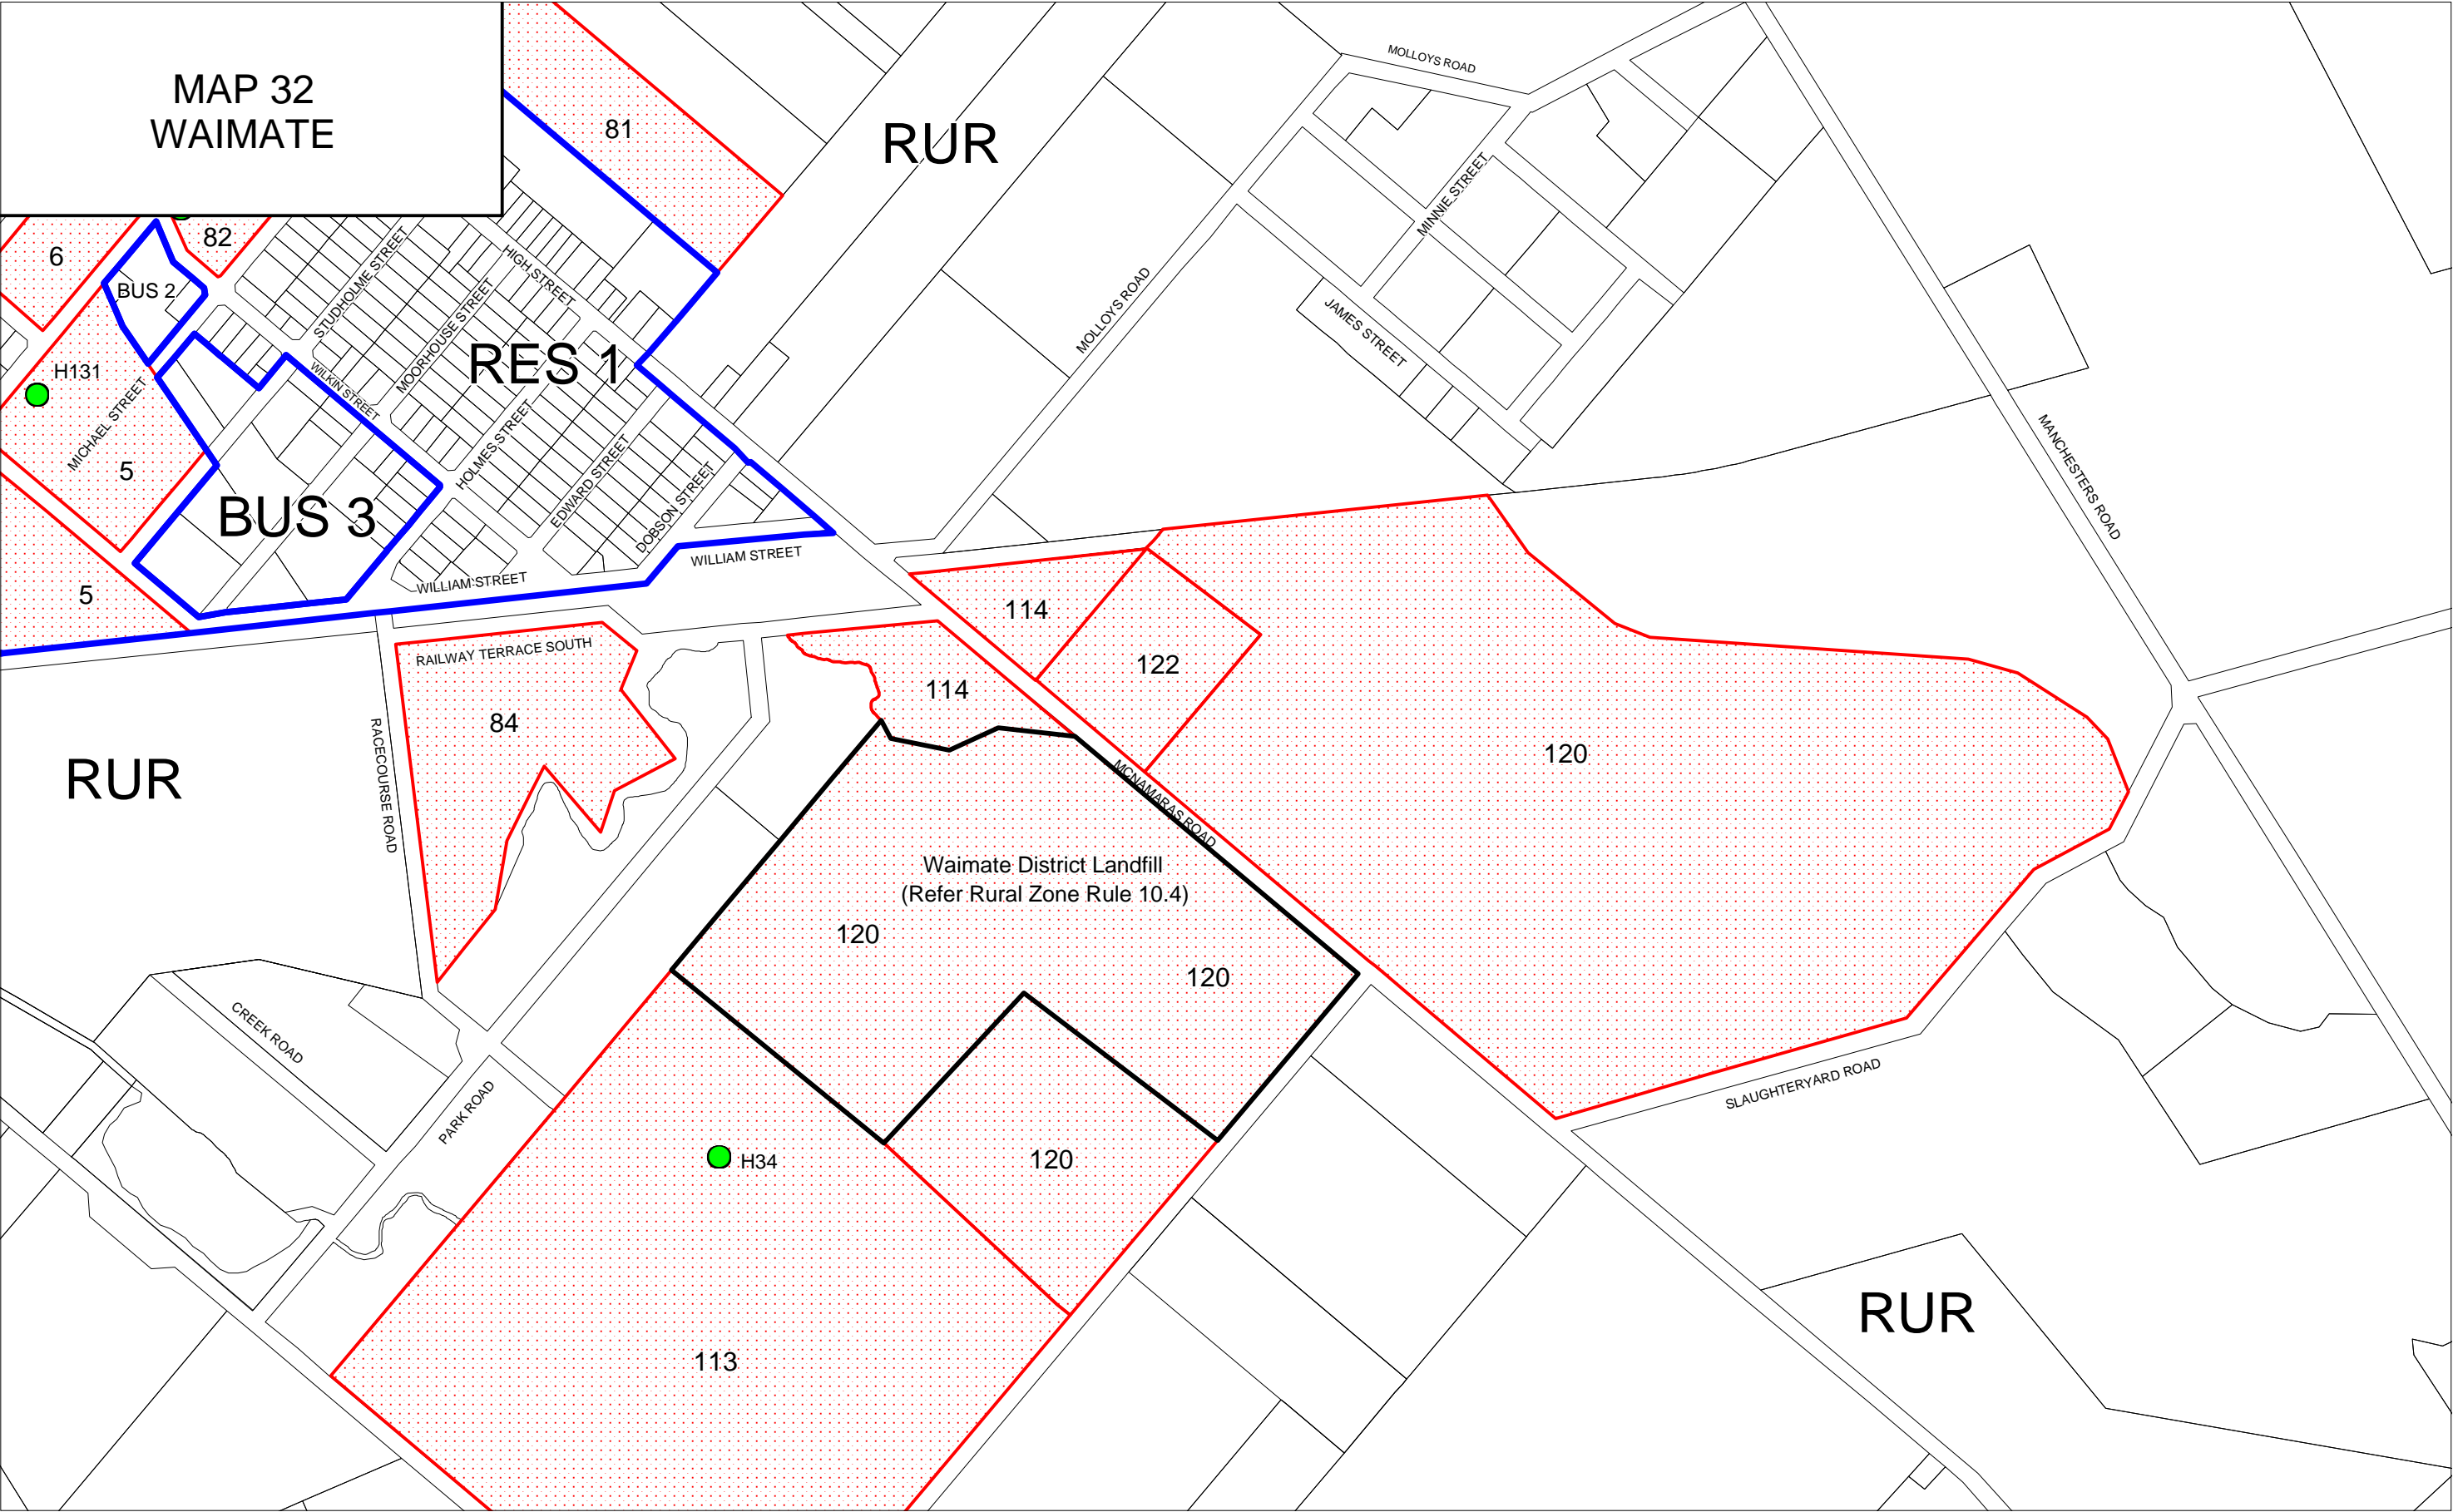 MAP 32
WAIMATE
81
RUR
MOLLOYS ROAD
MINNIE STREET
6
82
BUS 2
STUDHOLME STREET
HIGH STREET
MOORHOUSE STREET
MOLLOYS ROAD
JAMES STREET
RES 1
H131
WILKIN STREET
MICHAEL STREET
HOLMES STREET
EDWARD STREET
DOBSON STREET
MANCHESTERS ROAD
5
BUS 3
WILLIAM STREET
WILLIAM STREET
5
114
RAILWAY TERRACE SOUTH
122
114
84
RUR
RACECOURSE ROAD
120
MCNAMARAS ROAD
Waimate District Landfill
(Refer Rural Zone Rule 10.4)
120
120
CREEK ROAD
PARK ROAD
SLAUGHTERYARD ROAD
H34
120
RUR
113